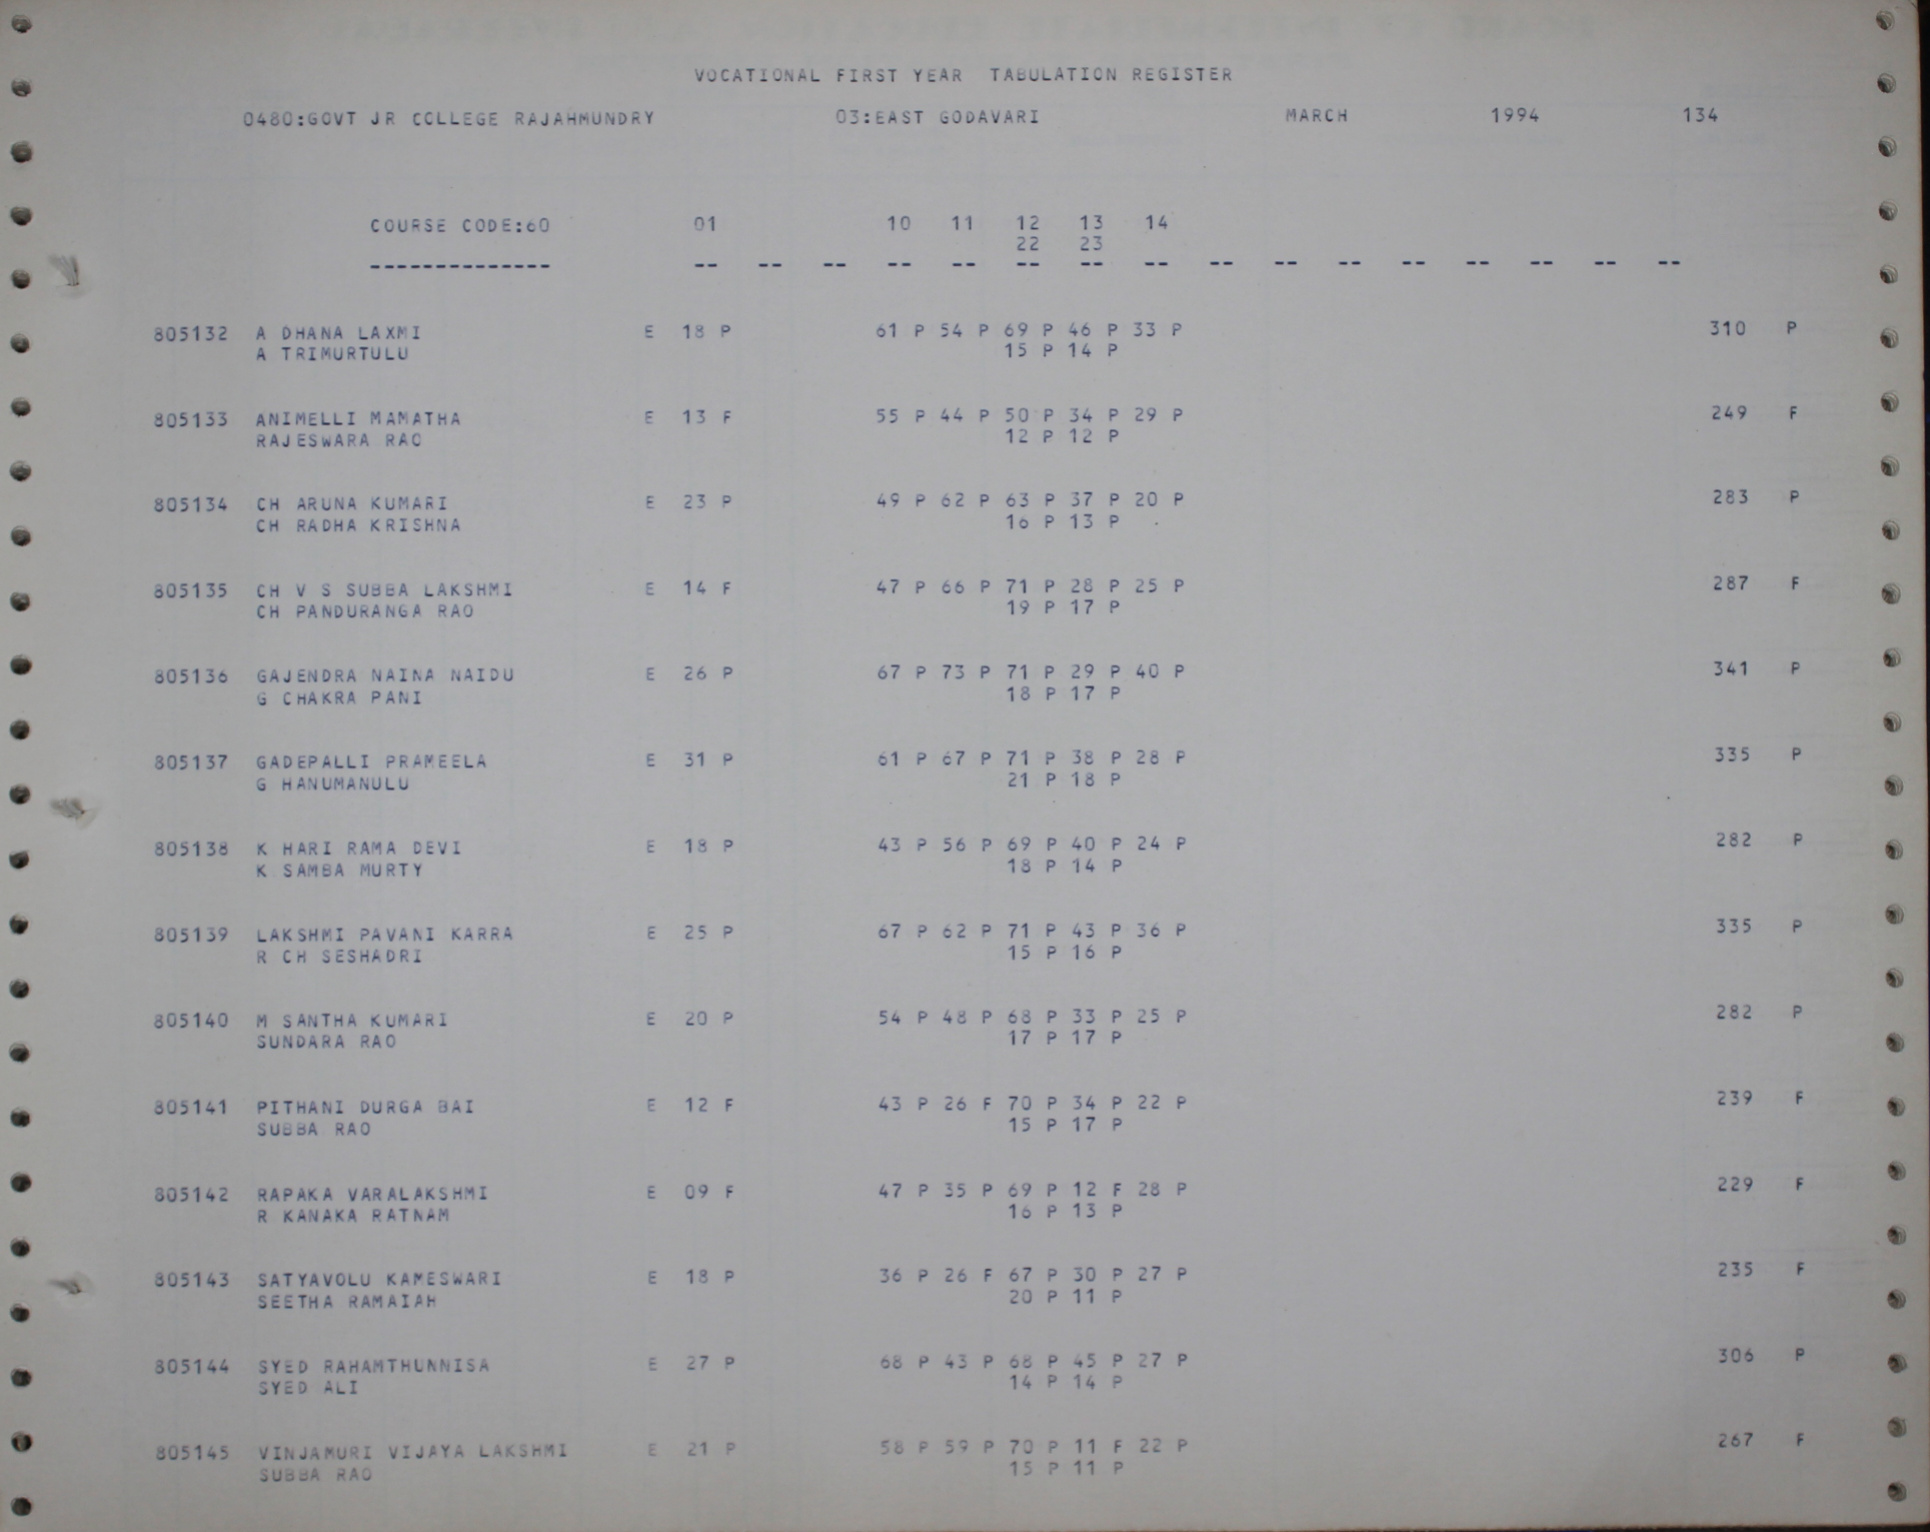 VOCATIONAL FIRST YEAR TABULATION REGISTER
0480:GOVT JR COLLEGE RAJAHMUNDRY 03:EAST GODAVARI MARCH 1994 134
COURSE CODE:60 01 10 11 12 13 14
22 23
-------------- -- -- -- -- -- -- -- -- -- -- -- -- -- -- -- --
805132 A DHANA LAXMI E 18 P 61 P 54 P 69 P 46 P 33 P 310 P
A TRIMURTULU 15 P 14 P
805133 ANIMELLI MAMATHA E 13 F 55 P 44 P 50 P 34 P 29 P 249 F
RAJESWARA RAO 12 P 12 P
805134 CH ARUNA KUMARI E 23 P 49 P 62 P 63 P 37 P 20 P 283 P
CH RADHA KRISHNA 16 P 13 P
805135 CH V S SUBBA LAKSHMI E 14 F 47 P 66 P 71 P 28 P 25 P 287 F
CH PANDURANGA RAO 19 P 17 P
805136 GAJENDRA NAINA NAIDU E 26 P 67 P 73 P 71 P 29 P 40 P 341 P
G CHAKRA PANI 18 P 17 P
805137 GADEPALLI PRAMEELA E 31 P 61 P 67 P 71 P 38 P 28 P 335 P
G HANUMANULU 21 P 18 P
805138 K HARI RAMA DEVI E 18 P 43 P 56 P 69 P 40 P 24 P 282 P
K SAMBA MURTY 18 P 14 P
805139 LAKSHMI PAVANI KARRA E 25 P 67 P 62 P 71 P 43 P 36 P 335 P
R CH SESHADRI 15 P 16 P
805140 M SANTHA KUMARI E 20 P 54 P 48 P 68 P 33 P 25 P 282 P
SUNDARA RAO 17 P 17 P
805141 PITHANI DURGA BAI E 12 F 43 P 26 F 70 P 34 P 22 P 239 F
SUBBA RAO 15 P 17 P
805142 RAPAKA VARALAKSHMI E 09 F 47 P 35 P 69 P 12 F 28 P 229 F
R KANAKA RATNAM 16 P 13 P
805143 SATYAVOLU KAMESWARI E 18 P 36 P 26 F 67 P 30 P 27 P 235 F
SEETHA RAMAIAH 20 P 11 P
805144 SYED RAHAMTHUNNISA E 27 P 68 P 43 P 68 P 45 P 27 P 306 P
SYED ALI 14 P 14 P
805145 VINJAMURI VIJAYA LAKSHMI E 21 P 58 P 59 P 70 P 11 F 22 P 267 F
SUBBA RAO 15 P 11 P